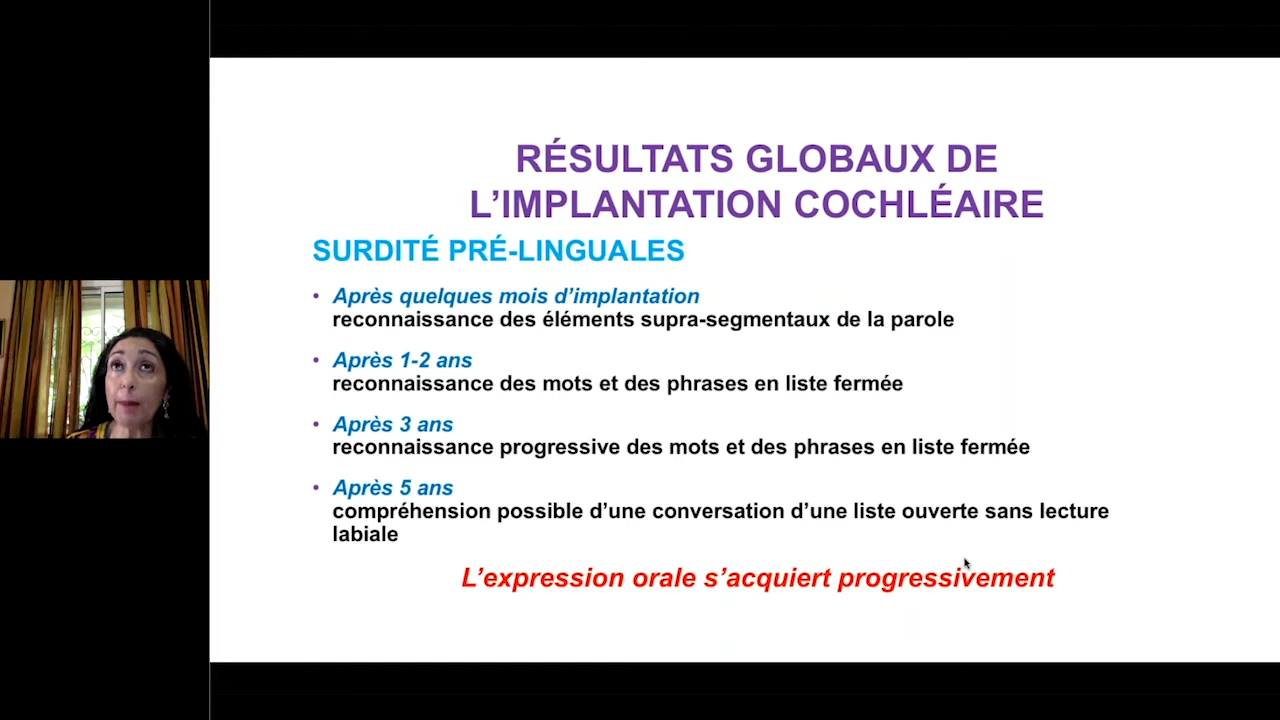 RÉSULTATS GLOBAUX DE
L’IMPLANTATION COCHLÉAIRE
SURDITÉ PRÉ-LINGUALES
• Après quelques mois d’implantation
reconnaissance des éléments supra-segmentaux de la parole
• Après 1-2 ans
reconnaissance des mots et des phrases en liste fermée
• Après 3 ans
reconnaissance progressive des mots et des phrases en liste fermée
• Après 5 ans
compréhension possible d’une conversation d’une liste ouverte sans lecture
labiale
L’expression orale s’acquiert progressivement